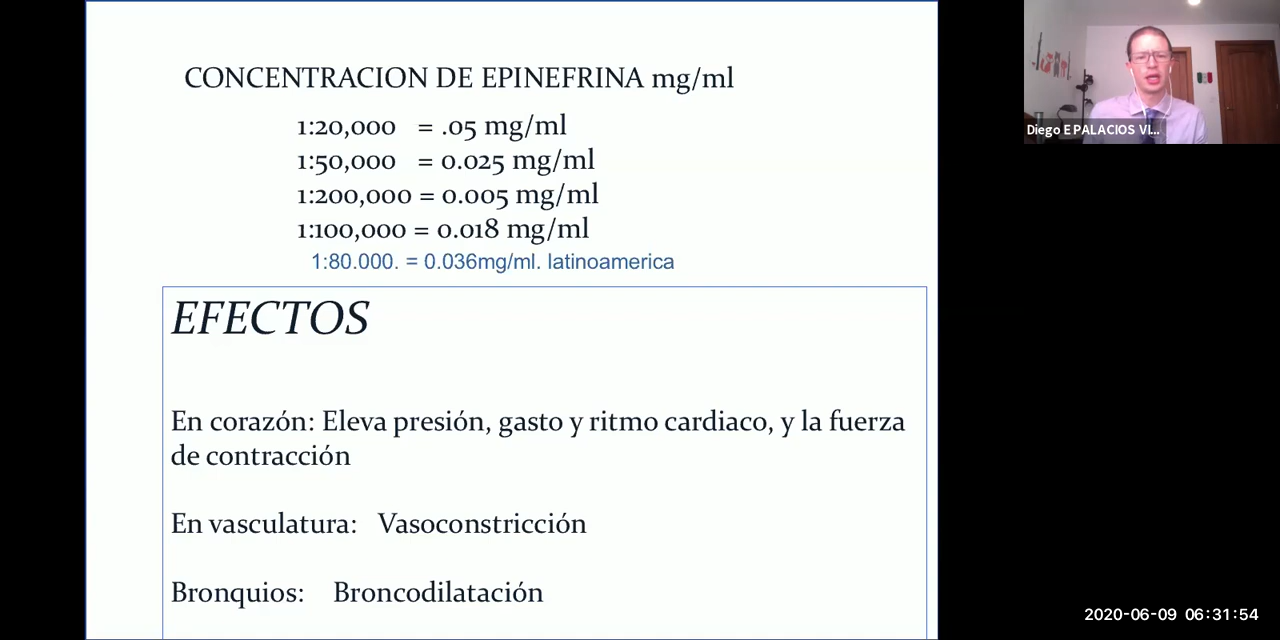 CONCENTRACION DE EPINEFRINA mg/ml
1:20,000 = .05 mg/ml
1:50,000 = 0.025 mg/ml
1:200,000 = 0.005 mg/ml
1:100,000 = 0.018 mg/ml
1:80.000. = 0.036mg/ml. latinoamerica
EFECTOS
En corazón: Eleva presión, gasto y ritmo cardiaco, y la fuerza
de contracción
En vasculatura: Vasoconstricción
Bronquios: Broncodilatación
Diego E PALACIOS VI...
2020-06-09 06:31:54